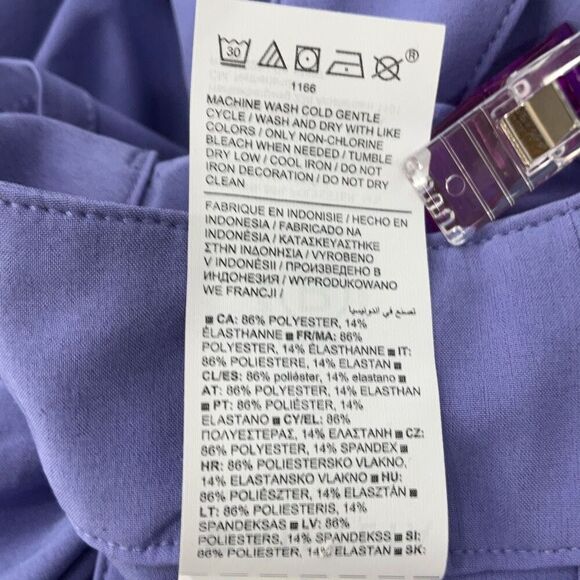 30
®
1166
MACHINE WASH COLD GENTLE
CYCLE / WASH AND DRY WITH LIKE
COLORS / ONLY NON-CHLORINE
BLEACH WHEN NEEDED / TUMBLE
DRY LOW / COOL IRON / DO NOT
IRON DECORATION / DO NOT DRY
CLEAN
FABRIQUE EN INDONISIE / HECHO EN
INDONESIA / FABRICADO NA
INDONÉSIA / ΚΑΤΑΣΚΕΥΑΣΤΗΚΕ
ΣΤΗΝ ΙΝΔΟΝΗΣΙΑ / VYROBENO
V INDONÉSII / ПРОИЗВЕДЕНО В
ИНДОНЕЗИЯ / WYPRODUKOWANO
WE FRANCJI /
تصنع في اندونيسيا
CA: 86% POLYESTER, 14%
ÉLASTHANNE FR/MA: 86%
POLYESTER, 14% ÉLASTHANNE IT:
86% POLIESTERE, 14% ELASTAN
CL/ES: 86% poliéster, 14% elastano
AT: 86% POLYESTER, 14% ELASTHAN
PT: 86% POLIÉSTER, 14%
ELASTANO CY/EL: 86%
ΠΟΛΥΕΣΤΕΡΑΣ, 14% ΕΛΑΣΤΑΝΗ CZ:
86% POLYESTER, 14% SPANDEX
HR: 86% POLIESTERSKO VLAKNO,
14% ELASTANSKO VLAKNO HU:
86% POLIÉSZTER, 14% ELASZTÁN
LT: 86% POLIESTERIS, 14%
SPANDEKSAS LV: 86%
POLIESTER, 14% SPANDEKSS SI:
86% POLIESTER, 14% ELASTAN SK: